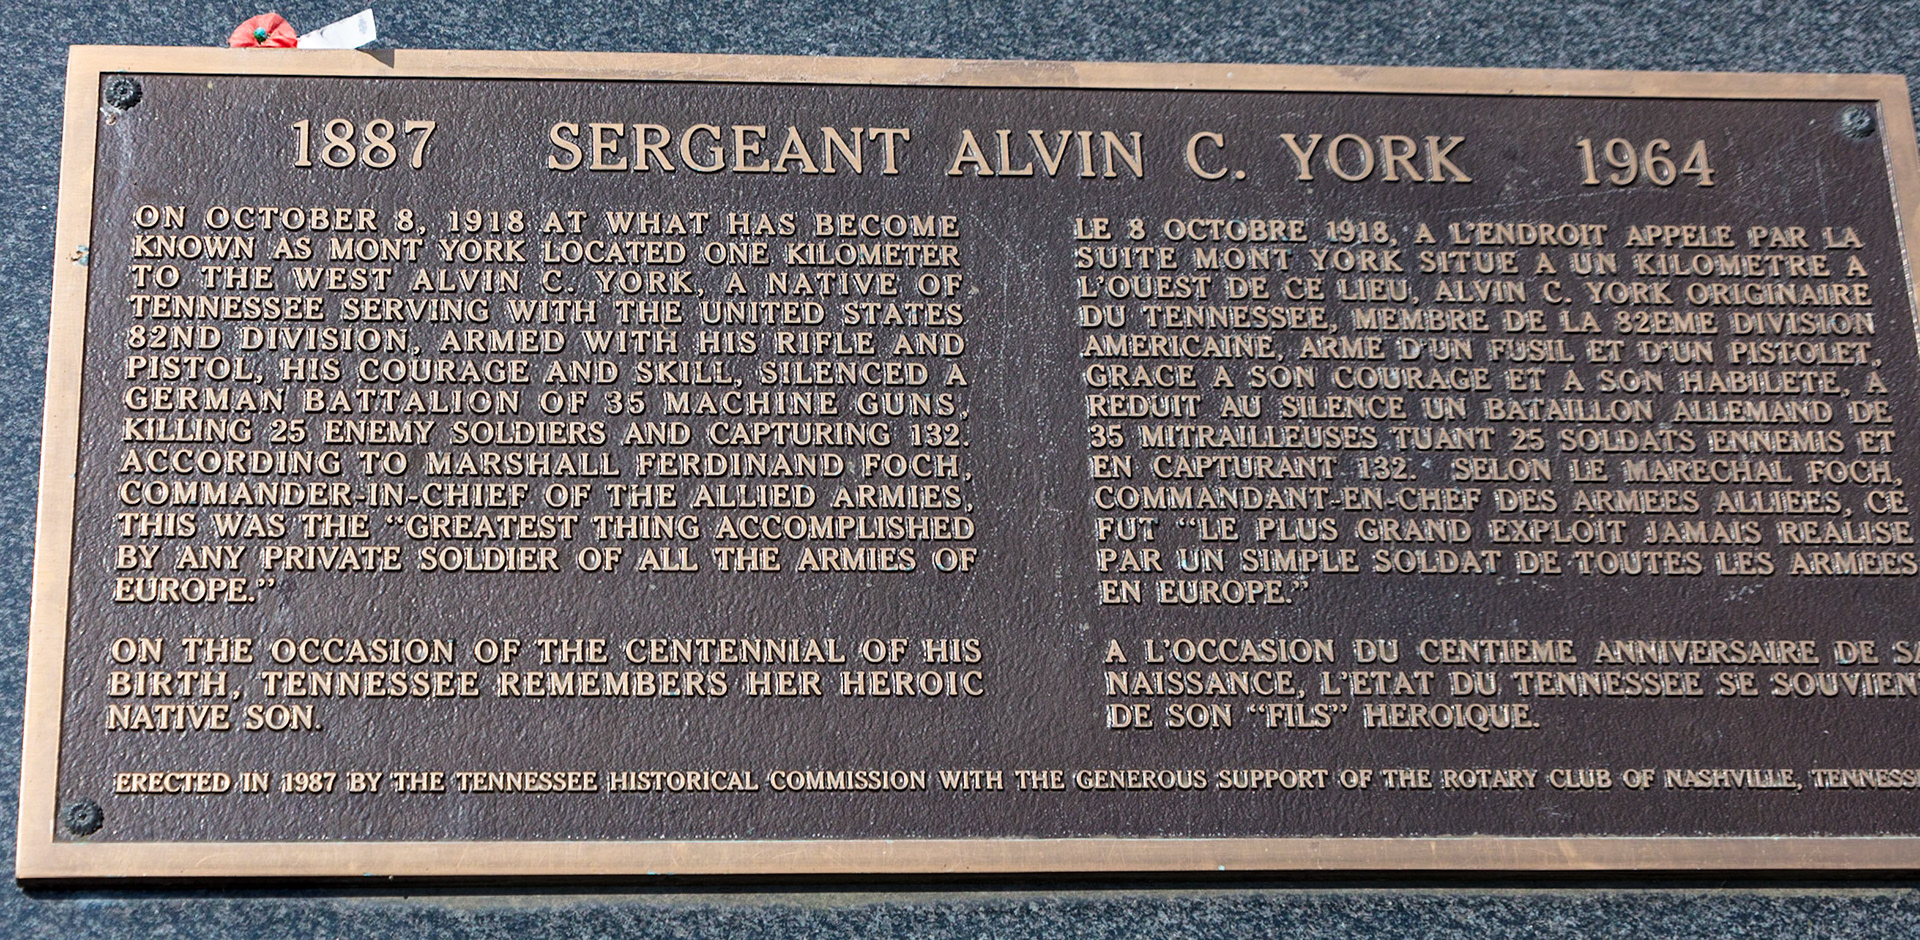 1887 SERGEANT ALVIN C. YORK 1964
ON OCTOBER 8, 1918 AT WHAT HAS BECOME
KNOWN AS MONT YORK LOCATED ONE KILOMETER
TO THE WEST ALVIN C. YORK, A NATIVE OF
TENNESSEE SERVING WITH THE UNITED STATES
82ND DIVISION, ARMED WITH HIS RIFLE AND
PISTOL, HIS COURAGE AND SKILL, SILENCED A
GERMAN BATTALION OF 35 MACHINE GUNS,
KILLING 25 ENEMY SOLDIERS AND CAPTURING 132.
ACCORDING TO MARSHALL FERDINAND FOCH,
COMMANDER-IN-CHIEF OF THE ALLIED ARMIES,
THIS WAS THE “GREATEST THING ACCOMPLISHED
BY ANY PRIVATE SOLDIER OF ALL THE ARMIES OF
EUROPE.”
ON THE OCCASION OF THE CENTENNIAL OF HIS
BIRTH, TENNESSEE REMEMBERS HER HEROIC
NATIVE SON.
LE 8 OCTOBRE 1918, A L'ENDROIT APPELE PAR LA
SUITE MONT YORK SITUE A UN KILOMETRE A
L'OUEST DE CE LIEU, ALVIN C. YORK ORIGINAIRE
DU TENNESSEE, MEMBRE DE LA 82EME DIVISION
AMERICAINE, ARME D'UN FUSIL ET D'UN PISTOLET,
GRACE A SON COURAGE ET A SON HABILETE, A
REDUIT AU SILENCE UN BATAILLON ALLEMAND DE
35 MITRAILLEUSES TUANT 25 SOLDATS ENNEMIS ET
EN CAPTURANT 132. SELON LE MARECHAL FOCH,
COMMANDANT-EN-CHEF DES ARMEES ALLIEES, CE
FUT “LE PLUS GRAND EXPLOIT JAMAIS REALISE
PAR UN SIMPLE SOLDAT DE TOUTES LES ARMEES
EN EUROPE.”
A L'OCCASION DU CENTIEME ANNIVERSAIRE DE SA
NAISSANCE, L'ETAT DU TENNESSEE SE SOUVIENT
DE SON “FILS” HEROIQUE.
ERECTED IN 1987 BY THE TENNESSEE HISTORICAL COMMISSION WITH THE GENEROUS SUPPORT OF THE ROTARY CLUB OF NASHVILLE, TENNESS